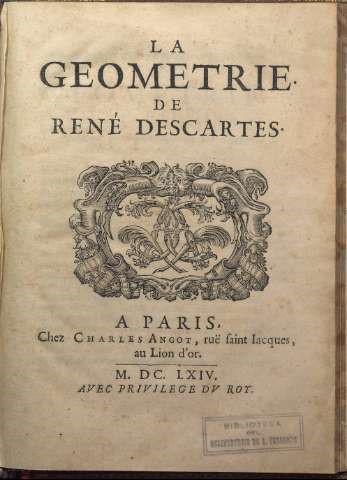 LA
GEOMETRIE.
DE
RENÉ DESCARTES.
A PARIS,
Chez CHARLES ANGOT, ruë saint Iacques,
au Lion d'or.
M. DC. LXIV.
AVEC PRIVILEGE DV ROY.
BIBLIOTECA
DEL